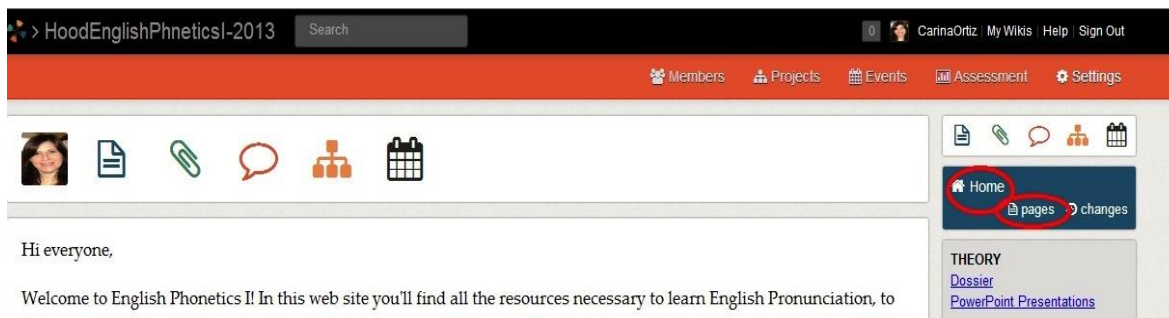 > HoodEnglishPhneticsI-2013 Search 0 CarinaOrtiz | My Wikis | Help | Sign Out
Members Projects Events Assessment Settings
Home
pages changes
Hi everyone,
THEORY
Dossier
Welcome to English Phonetics I! In this web site you'll find all the resources necessary to learn English Pronunciation, to
PowerPoint Presentations